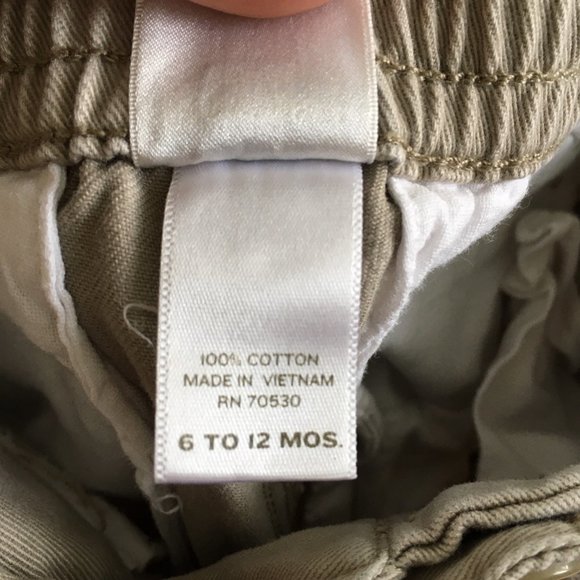 100% COTTON
MADE IN VIETNAM
RN 70530
6 TO 12 MOS.